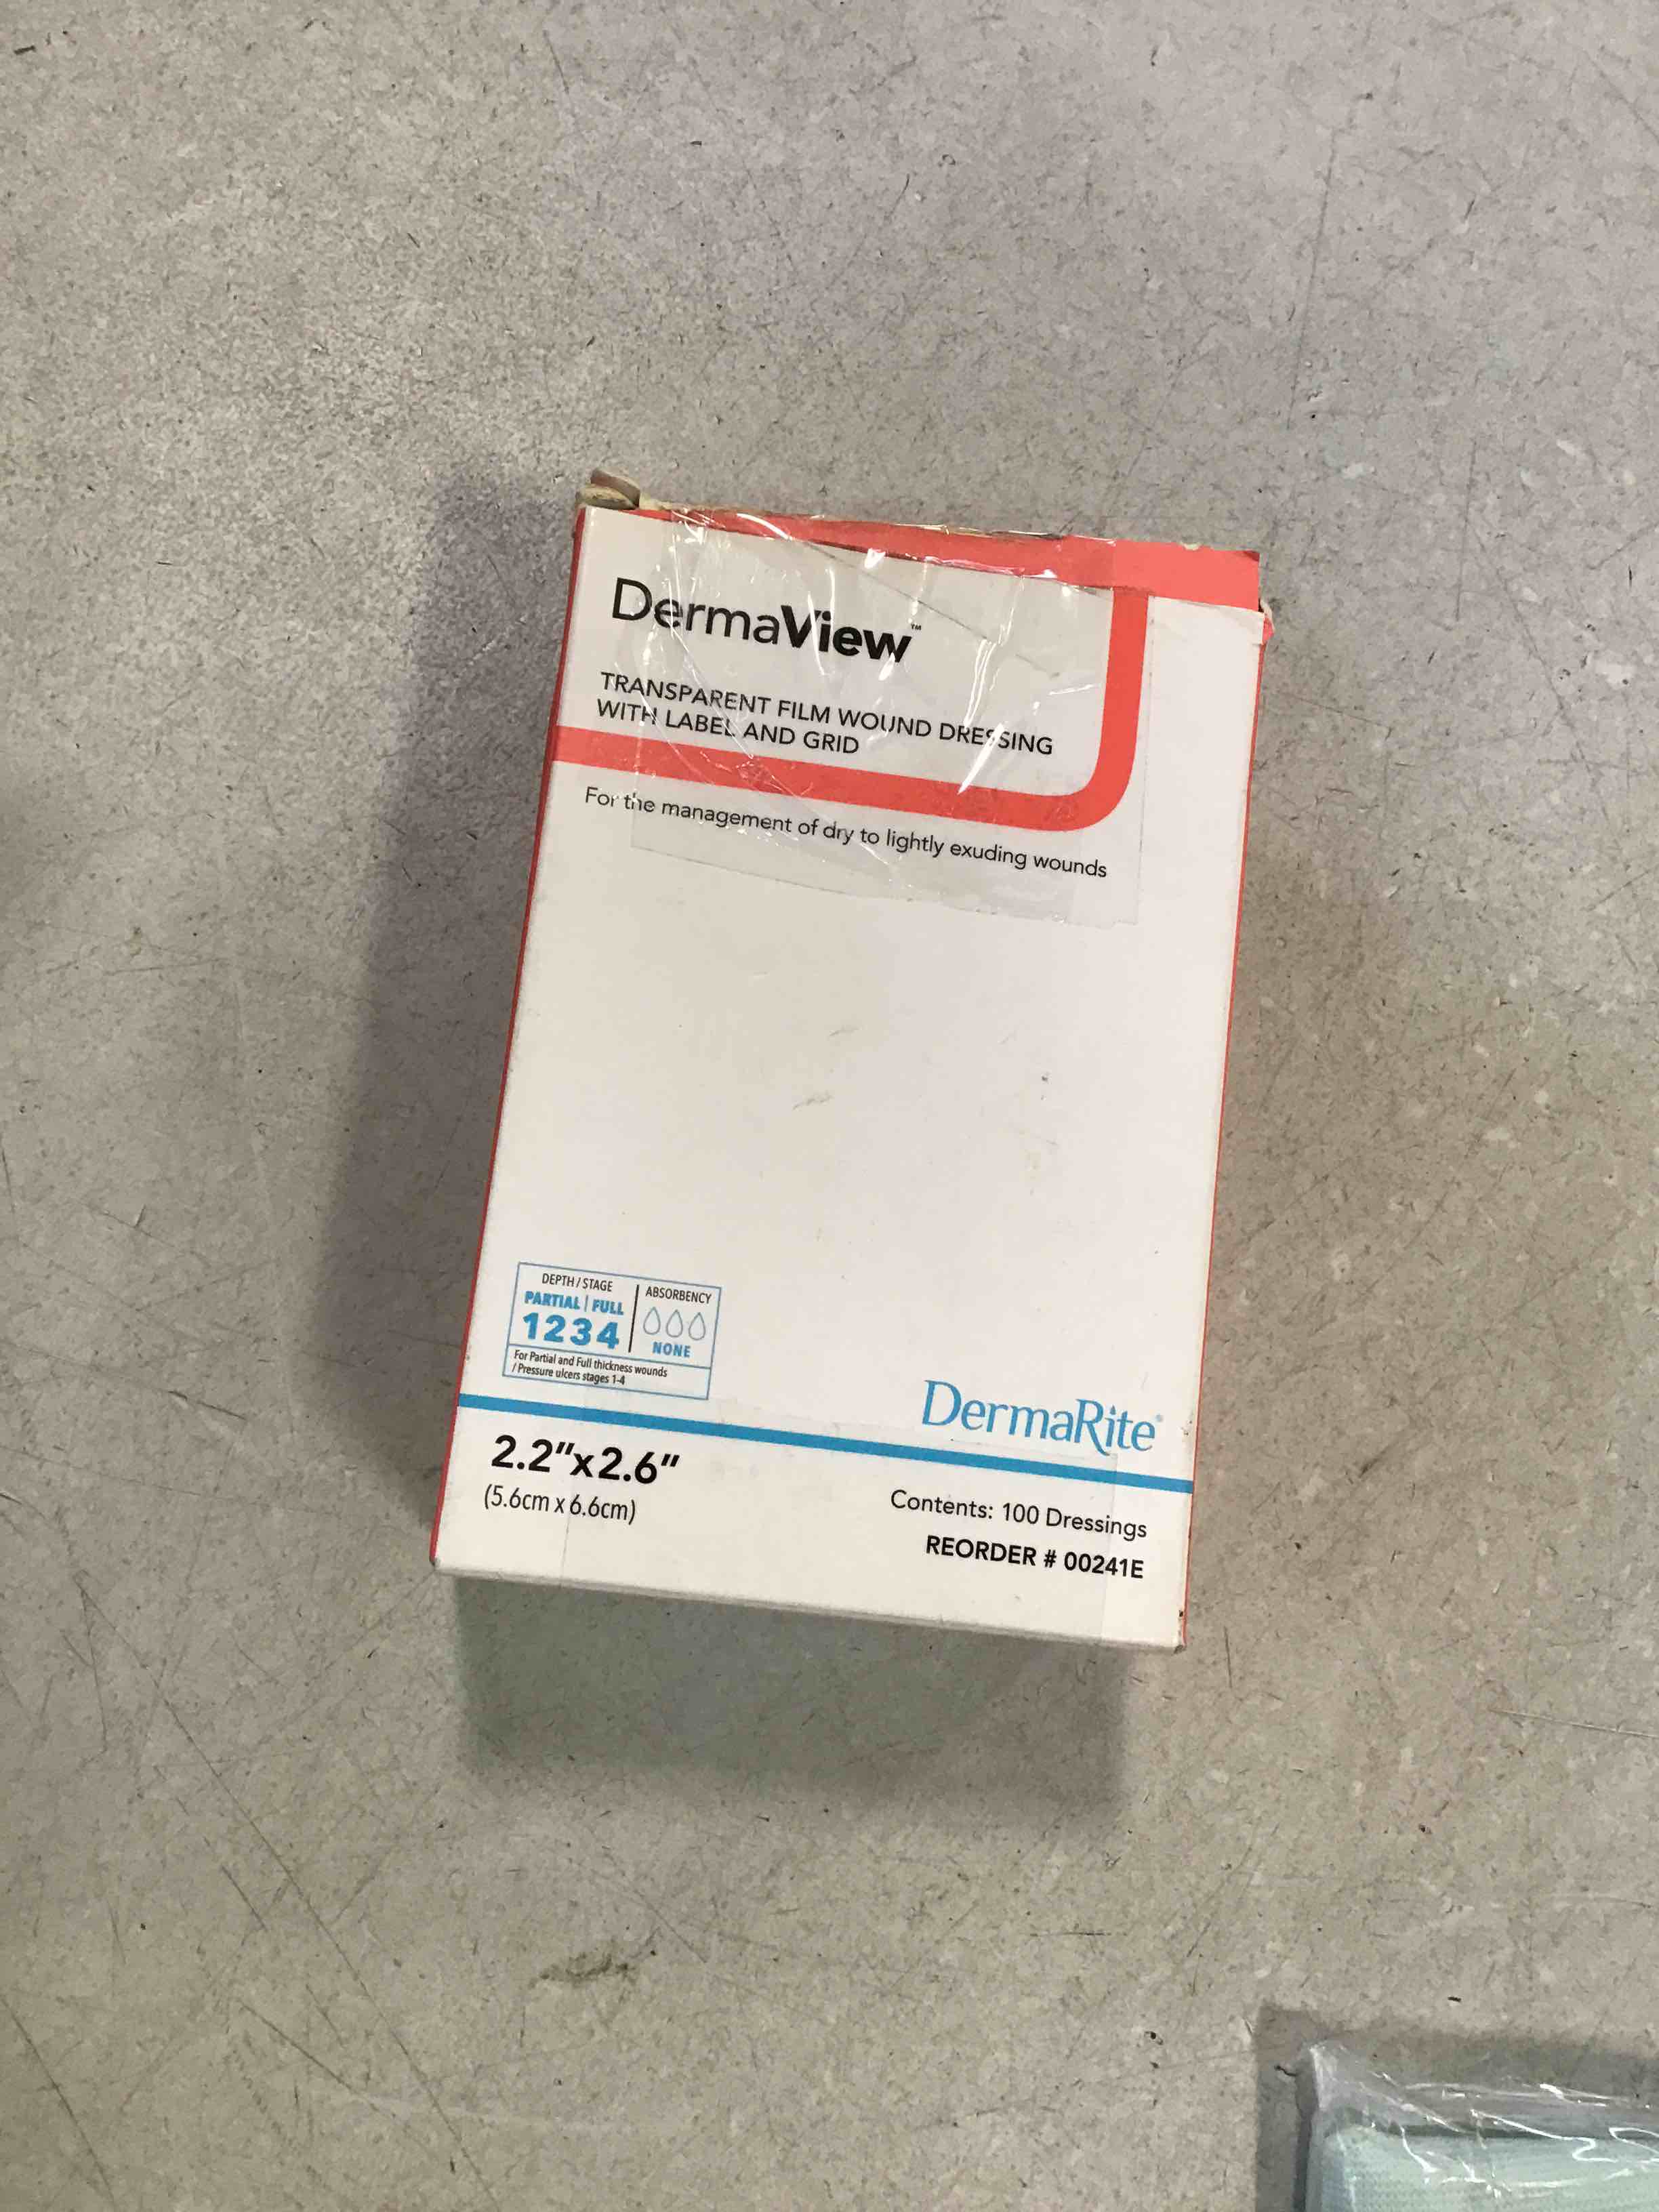 DermaView™
TRANSPARENT FILM WOUND DRESSING
WITH LABEL AND GRID
For the management of dry to lightly exuding wounds
DEPTH / STAGE
PARTIAL | FULL
1234
ABSORBENCY
NONE
For Partial and Full thickness wounds
/ Pressure ulcers stages 1-4
DermaRite®
2.2"x2.6"
(5.6cm x 6.6cm)
Contents: 100 Dressings
REORDER # 00241E